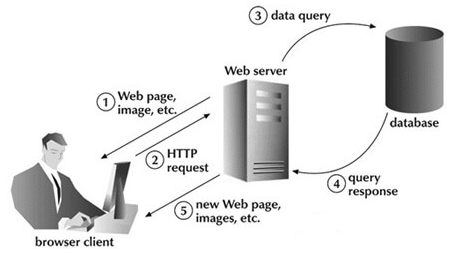 3 data query
Web server
1 Web page,
image, etc.
database
2 HTTP
request
4 query
response
5 new Web page,
images, etc.
browser client